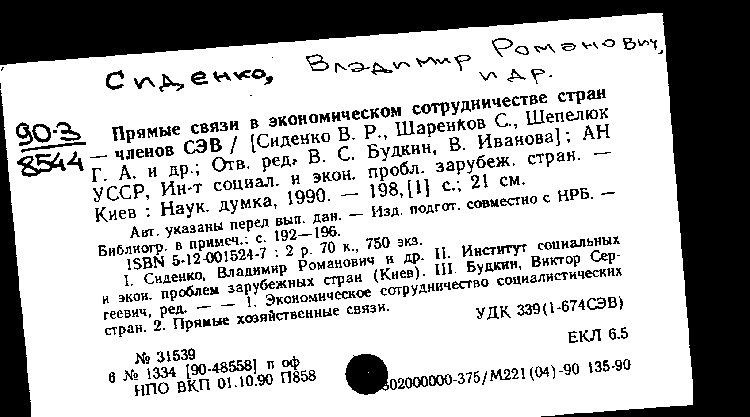 Сиденко, Владимир Романович,
и др.
90-3
8544
Прямые связи в экономическом сотрудничестве стран
— членов СЭВ / [Сиденко В. Р., Шаренков С., Шепелюк
Г. А. и др.; Отв. ред. В. С. Будкин, В. Иванова]; АН
УССР, Ин-т социал. и экон. пробл. зарубеж. стран. —
Киев : Наук. думка, 1990. — 198, [1] с.; 21 см.
Авт. указаны перед вып. дан. — Изд. подгот. совместно с НРБ. —
Библиогр. в примеч.: с. 192—196.
ISBN 5-12-001524-7 : 2 р. 70 к., 750 экз.
I. Сиденко, Владимир Романович и др. II. Институт социальных
и экон. проблем зарубежных стран (Киев). III. Будкин, Виктор Сер-
геевич, ред. — — 1. Экономическое сотрудничество социалистических
стран. 2. Прямые хозяйственные связи.
УДК 339(1-674СЭВ)
ЕКЛ 6.5
№ 31539
6 № 1334 [90-48558] п оф
НПО ВКП 01.10.90 П858
502000000-375/М221(04)-90 135-90